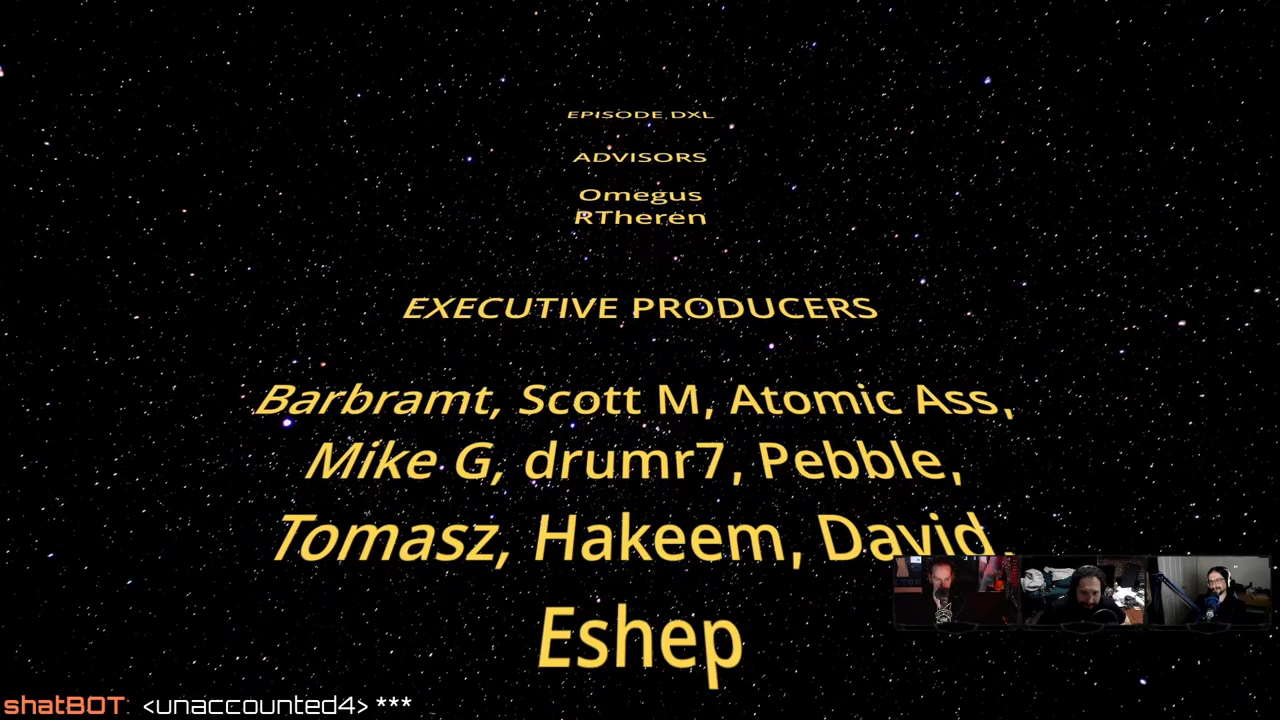 EPISODE DXL
ADVISORS
Omegus
RTheren
EXECUTIVE PRODUCERS
Barbramt, Scott M, Atomic Ass,
Mike G, drumr7, Pebble,
Tomasz, Hakeem, David,
Eshep
shatBOT: <unaccounted4> ***